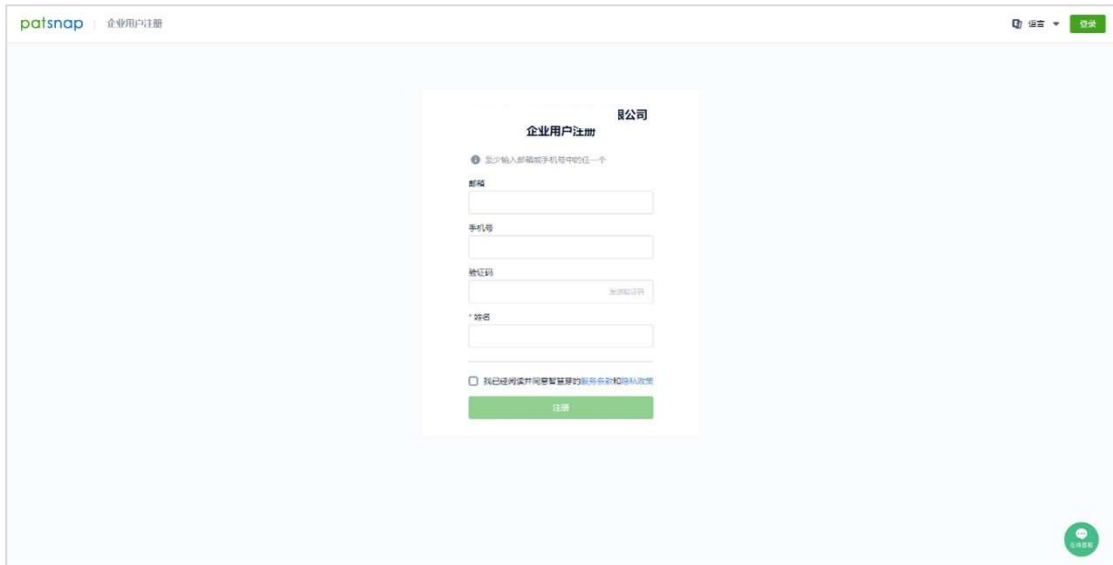 patsnap 企业用户注册
语言 登录
限公司
企业用户注册
至少输入邮箱或手机号中的任一个
邮箱
手机号
验证码
发送验证码
* 姓名
我已经阅读并同意智慧芽的服务条款和隐私政策
注册
在线客服